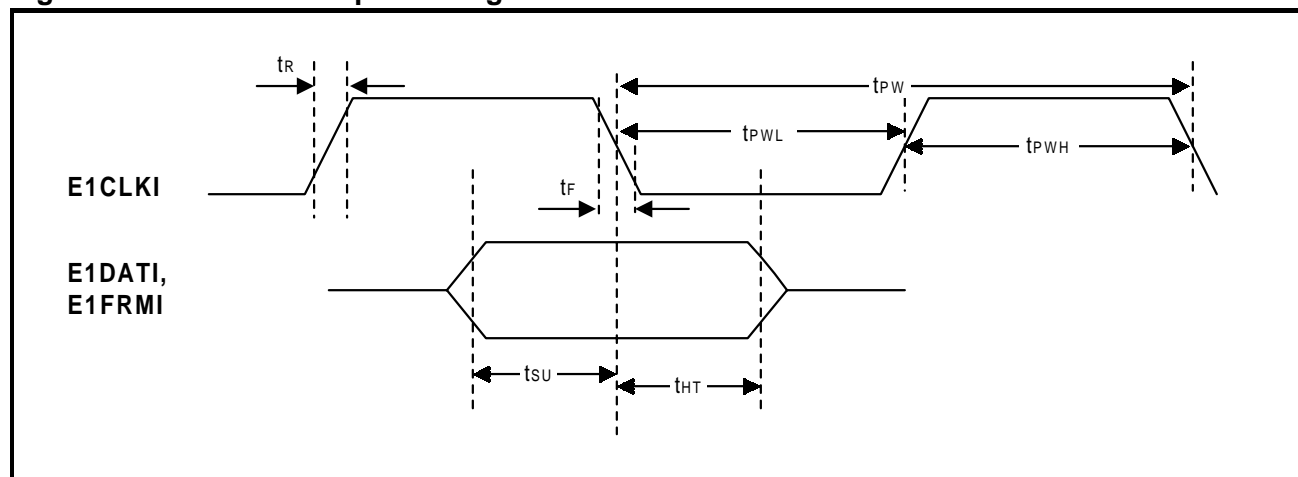 tR
tPW
tPWL
tPWH
E1CLKI
tF
E1DATI,
E1FRMI
tSU
tHT